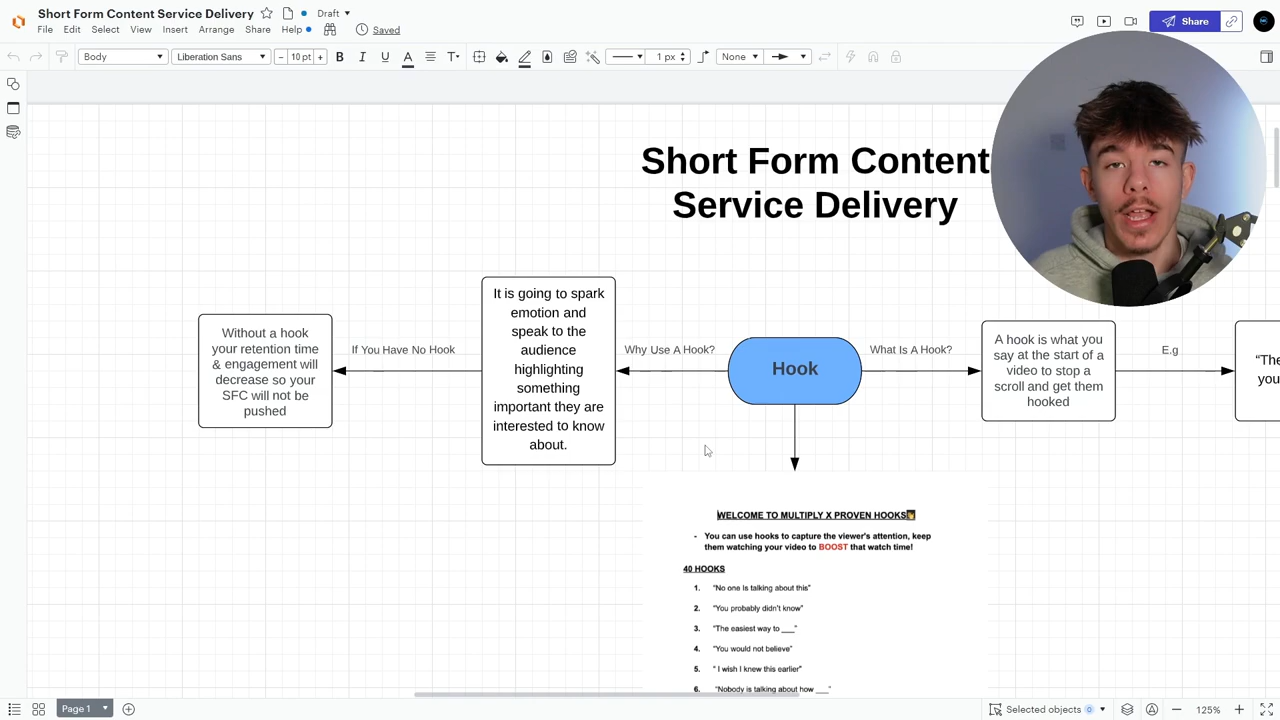 Short Form Content Service Delivery
Draft
File Edit Select View Insert Arrange Share Help
Saved
Share
Body
Liberation Sans
10 pt
B I U A T
1 px
None
Short Form Content
Service Delivery
Without a hook
your retention time
& engagement will
decrease so your
SFC will not be
pushed
If You Have No Hook
It is going to spark
emotion and
speak to the
audience
highlighting
something
important they are
interested to know
about.
Why Use A Hook?
Hook
What Is A Hook?
A hook is what you
say at the start of a
video to stop a
scroll and get them
hooked
E.g
"The
you
WELCOME TO MULTIPLY X PROVEN HOOKS
- You can use hooks to capture the viewer's attention, keep
them watching your video to BOOST that watch time!
40 HOOKS
1. "No one Is talking about this"
2. "You probably didn't know"
3. "The easiest way to ___"
4. "You would not believe"
5. " I wish I knew this earlier"
6. "Nobody is talking about how ___"
Page 1
Selected objects 0
125%